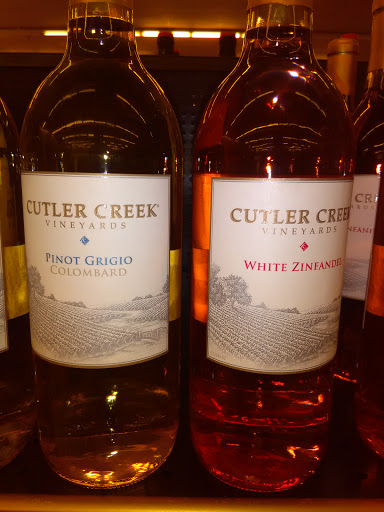 CUTLER CREEK®
VINEYARDS
PINOT GRIGIO
COLOMBARD
CUTLER CREEK
VINEYARDS
WHITE ZINFANDEL